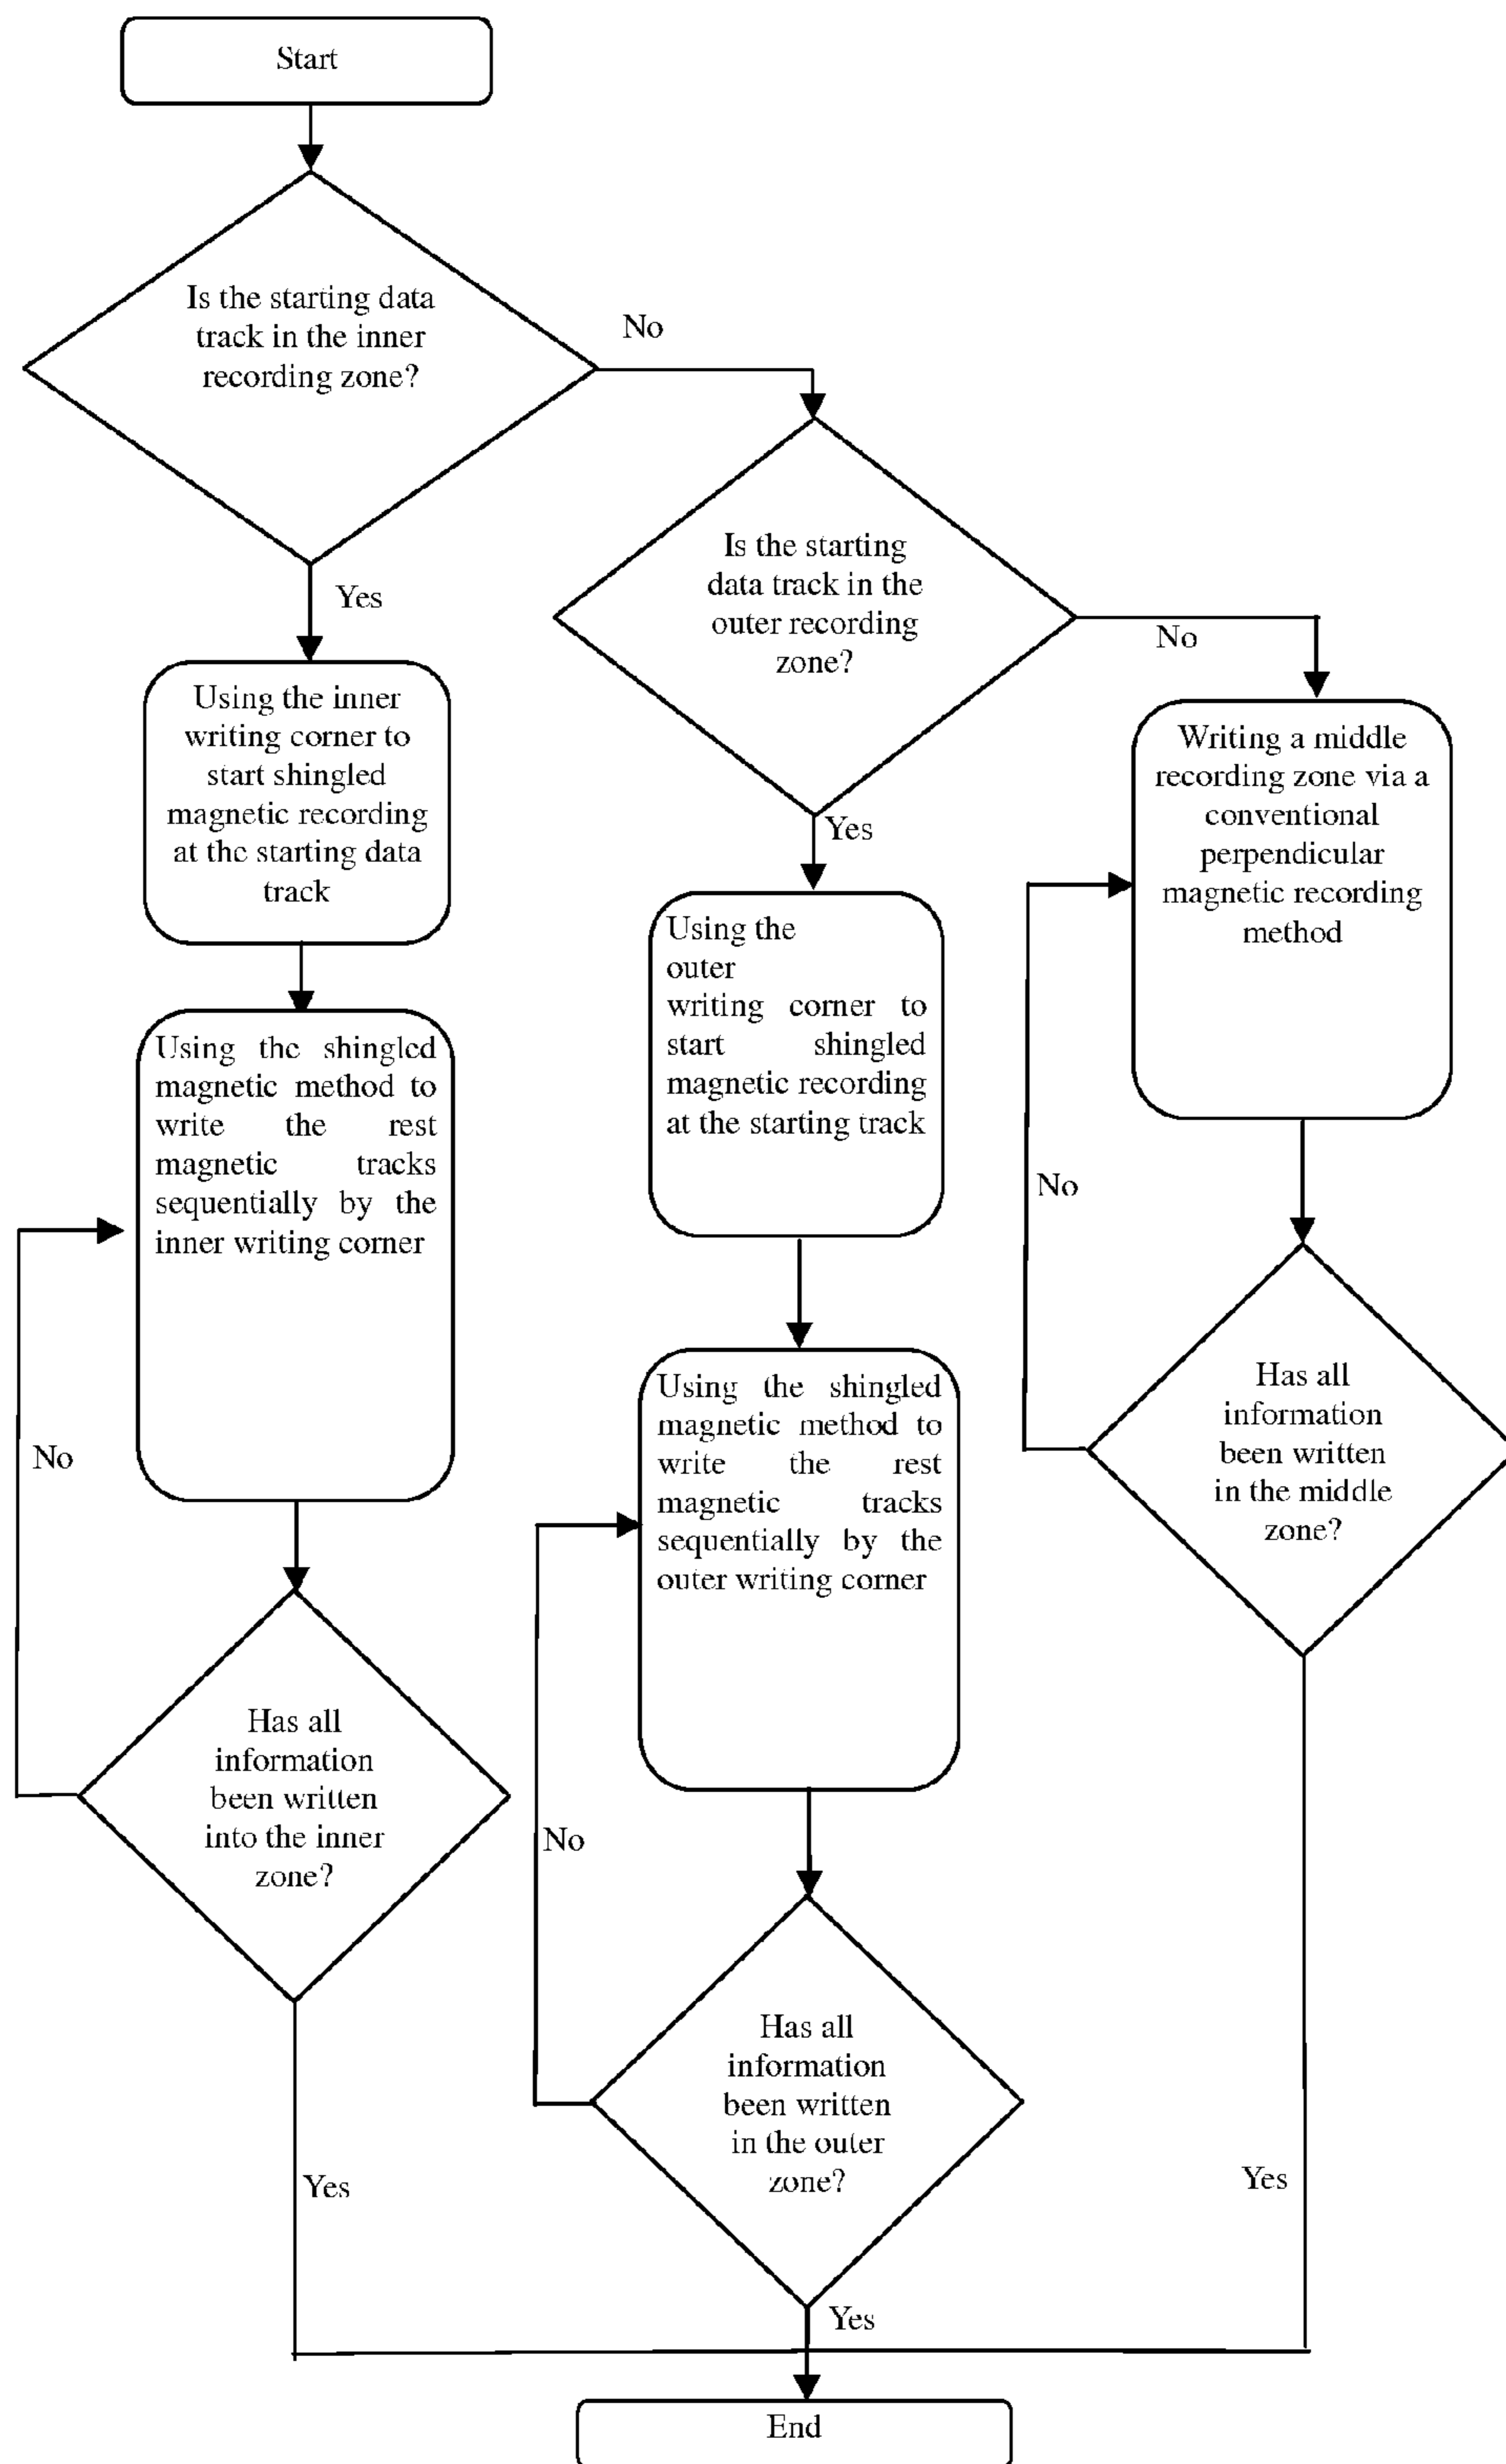 Start
Is the starting data
track in the inner
recording zone?
No
Yes
Is the starting
data track in the
outer recording
zone?
No
Yes
Using the inner
writing corner to
start shingled
magnetic recording
at the starting data
track
Writing a middle
recording zone via a
conventional
perpendicular
magnetic recording
method
Using the
outer
writing corner to
start shingled
magnetic recording
at the starting track
Using the shingled
magnetic method to
write the rest
magnetic tracks
sequentially by the
inner writing corner
No
No
Using the shingled
magnetic method to
write the rest
magnetic tracks
sequentially by the
outer writing corner
Has all
information
been written
in the middle
zone?
Has all
information
been written
into the inner
zone?
No
Has all
information
been written
in the outer
zone?
Yes
Yes
Yes
End